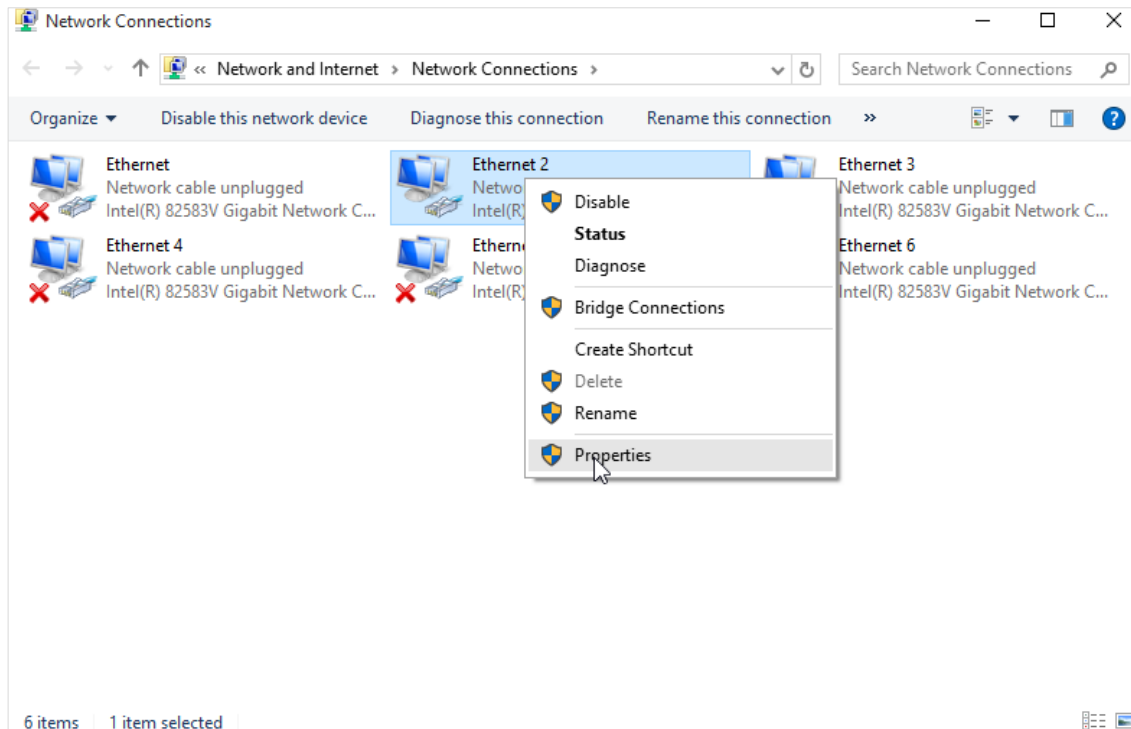 Network Connections
« Network and Internet > Network Connections >
Search Network Connections
Organize
Disable this network device
Diagnose this connection
Rename this connection
»
Ethernet
Network cable unplugged
Intel(R) 82583V Gigabit Network C...
Ethernet 2
Netwo
Intel(R)
Ethernet 3
Network cable unplugged
Intel(R) 82583V Gigabit Network C...
Ethernet 4
Network cable unplugged
Intel(R) 82583V Gigabit Network C...
Ethern
Netwo
Intel(R)
Ethernet 6
Network cable unplugged
Intel(R) 82583V Gigabit Network C...
Disable
Status
Diagnose
Bridge Connections
Create Shortcut
Delete
Rename
Properties
6 items
1 item selected